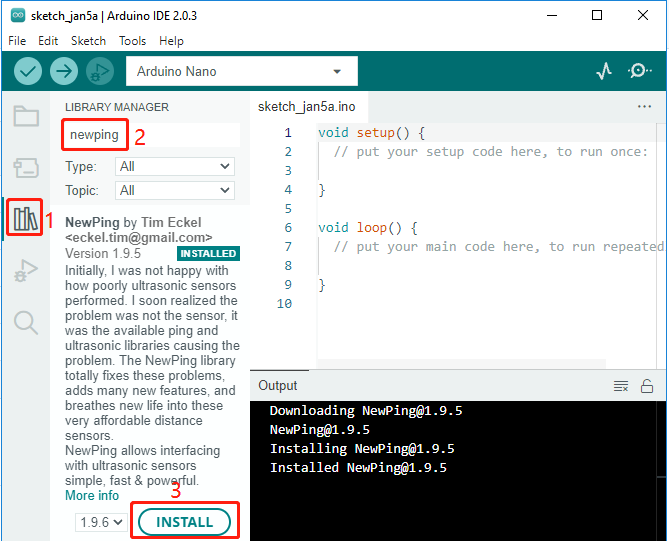 sketch_jan5a | Arduino IDE 2.0.3
File Edit Sketch Tools Help
Arduino Nano
LIBRARY MANAGER
newping
2
Type: All
Topic: All
1
NewPing by Tim Eckel
<eckel.tim@gmail.com>
Version 1.9.5 INSTALLED
Initially, I was not happy with
how poorly ultrasonic sensors
performed. I soon realized the
problem was not the sensor, it
was the available ping and
ultrasonic libraries causing the
problem. The NewPing library
totally fixes these problems,
adds many new features, and
breathes new life into these
very affordable distance
sensors.
NewPing allows interfacing
with ultrasonic sensors
simple, fast & powerful.
More info
3
1.9.6 INSTALL
sketch_jan5a.ino
1 void setup() {
2 // put your setup code here, to run once:
3
4 }
5
6 void loop() {
7 // put your main code here, to run repeated
8
9 }
10
Output
Downloading NewPing@1.9.5
NewPing@1.9.5
Installing NewPing@1.9.5
Installed NewPing@1.9.5